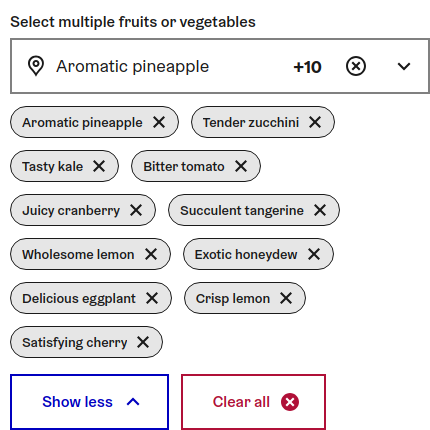 Select multiple fruits or vegetables
Aromatic pineapple +10
Aromatic pineapple Tender zucchini
Tasty kale Bitter tomato
Juicy cranberry Succulent tangerine
Wholesome lemon Exotic honeydew
Delicious eggplant Crisp lemon
Satisfying cherry
Show less Clear all